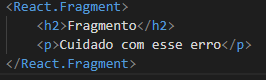 <React.Fragment>
    <h2>Fragmento</h2>
    <p>Cuidado com esse erro</p>
</React.Fragment>